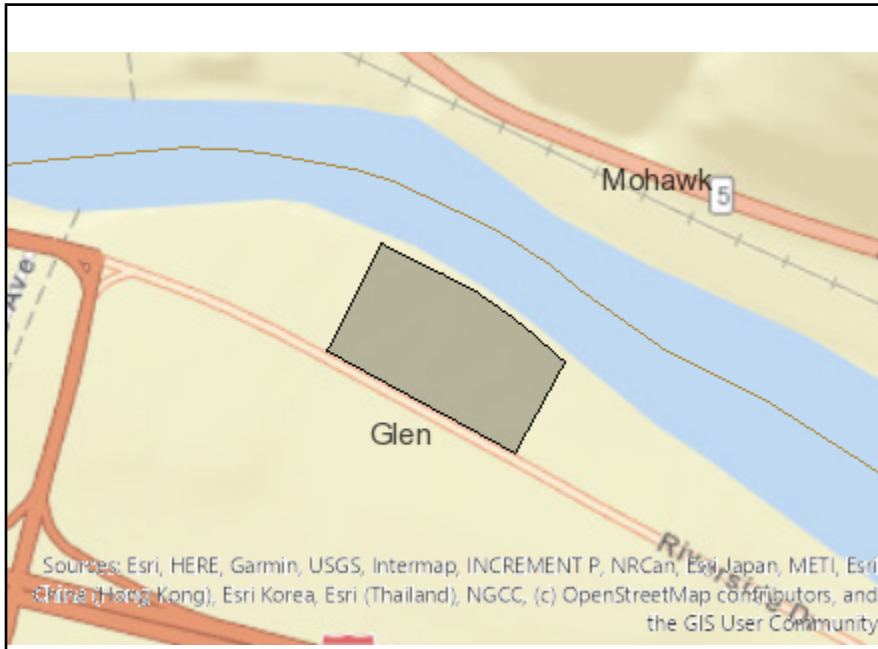 Mohawk
5
Ave
Glen
Riverside Dr
Sources: Esri, HERE, Garmin, USGS, Intermap, INCREMENT P, NRCan, Esri Japan, METI, Esri
China (Hong Kong), Esri Korea, Esri (Thailand), NGCC, (c) OpenStreetMap contributors, and
the GIS User Community